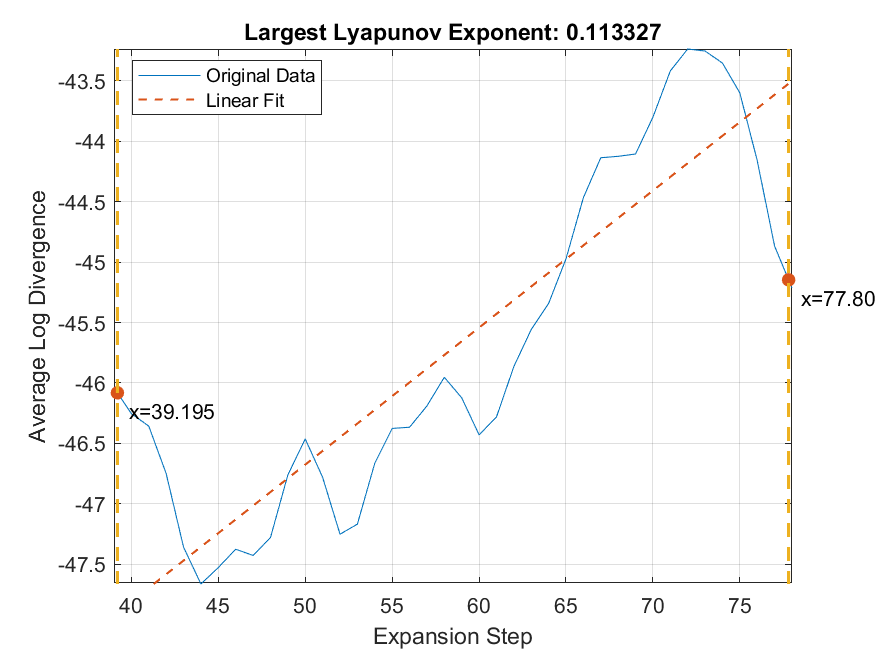 Largest Lyapunov Exponent: 0.113327
Original Data
Linear Fit
-43.5
-44
-44.5
-45
-45.5
-46
-46.5
-47
-47.5
Average Log Divergence
x=39.195
x=77.80
40 45 50 55 60 65 70 75
Expansion Step